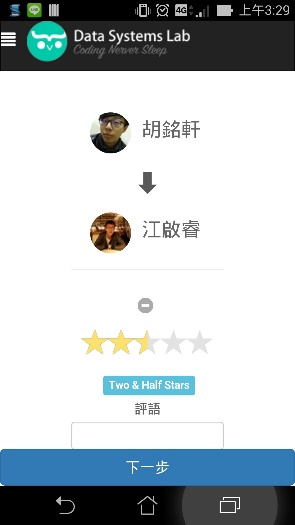 4G 上午3:29
Data Systems Lab
Coding Nerver Sleep
胡銘軒
江啟睿
Two & Half Stars
評語
下一步